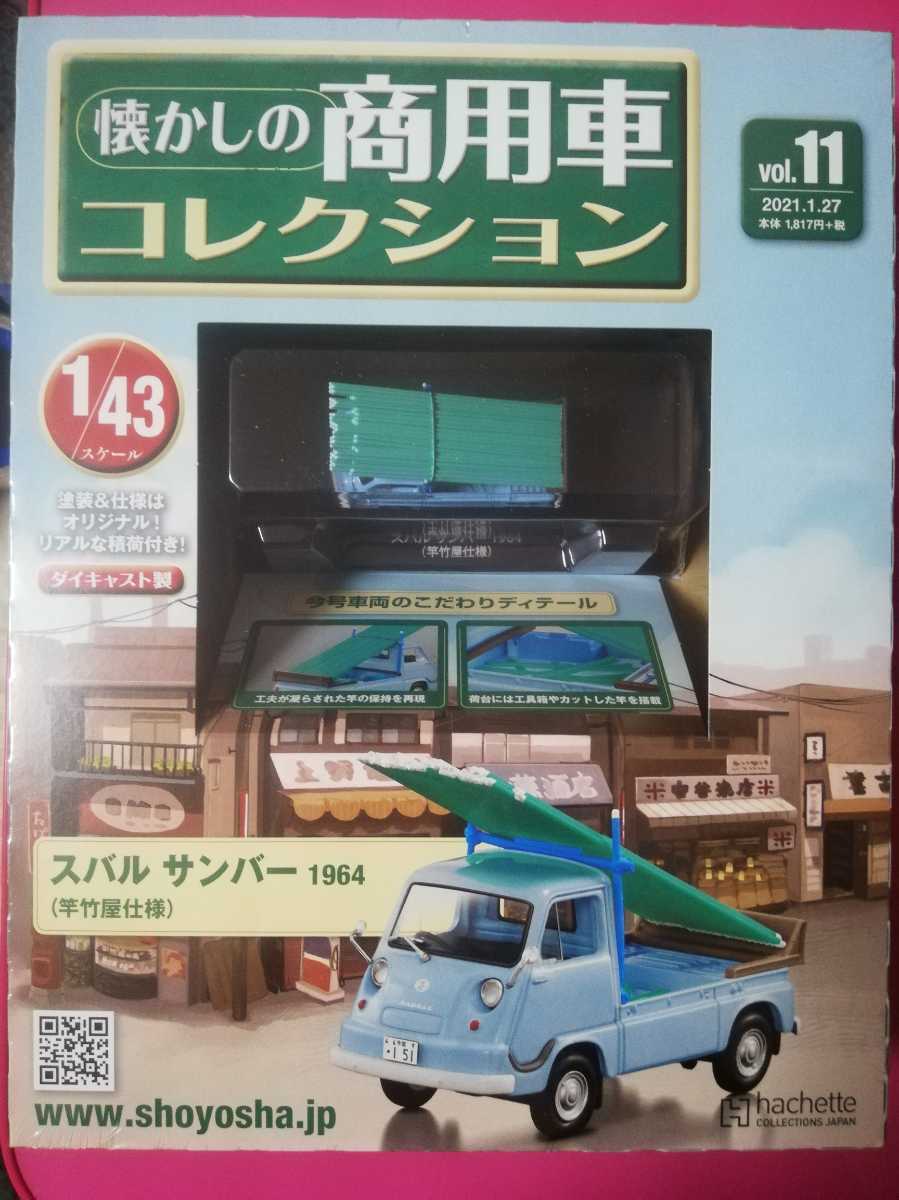 懐かしの 商用車
コレクション
vol.11
2021.1.27
本体 1,817円+税
1/43
スケール
塗装&仕様は
オリジナル!
リアルな積荷付き!
ダイキャスト製
1964
(竿竹屋仕様)
今号車両のこだわりディテール
工夫が凝らされた竿の保持を再現
荷台には工具箱やカットした竿を搭載
スバル サンバー 1964
(竿竹屋仕様)
・151
www.shoyosha.jp
hachette
COLLECTIONS JAPAN